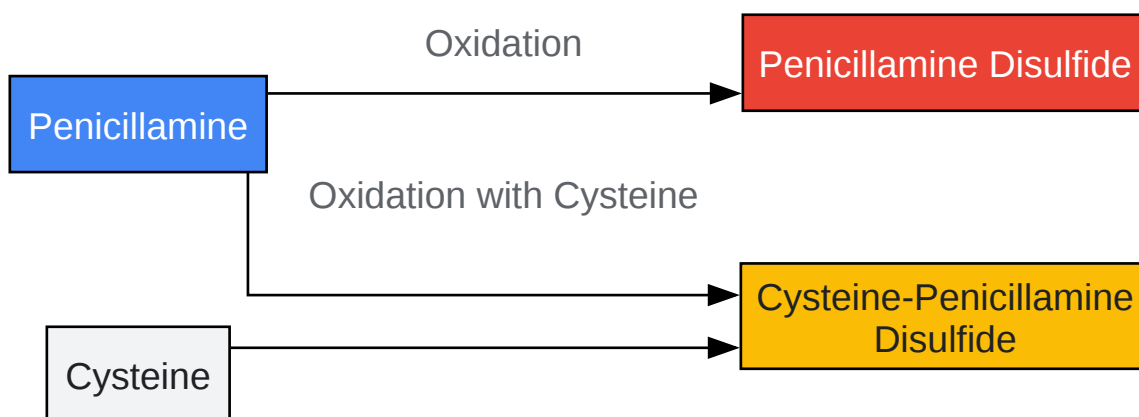 Oxidation
Penicillamine Disulfide
Penicillamine
Oxidation with Cysteine
Cysteine-Penicillamine
Disulfide
Cysteine